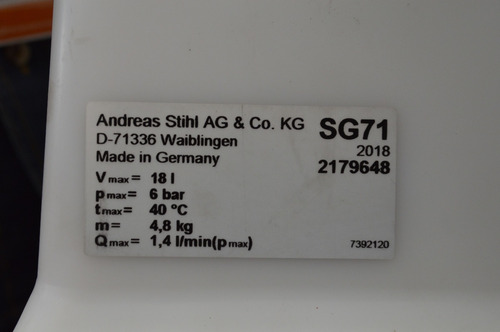 Andreas Stihl AG & Co. KG SG71
D-71336 Waiblingen 2018
Made in Germany 2179648
Vmax= 18 l
pmax= 6 bar
tmax= 40 °C
m= 4,8 kg
Qmax= 1,4 l/min(pmax) 7392120